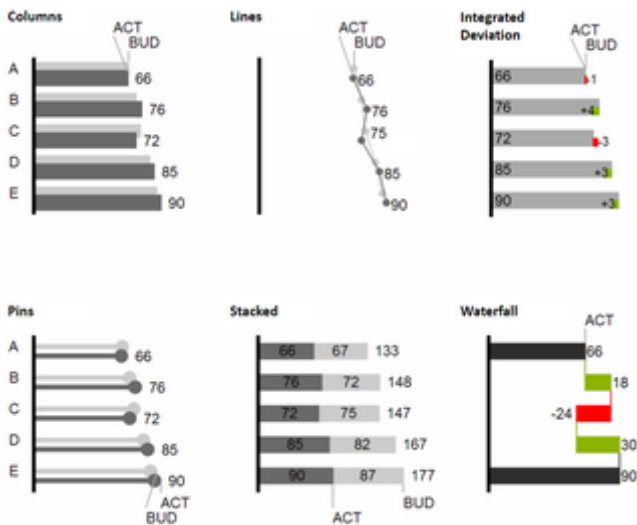 Columns
ACT
BUD
A
66
B
76
C
72
D
85
E
90
Lines
ACT
BUD
66
76
75
85
90
Integrated
Deviation
ACT
BUD
66
-1
76
+4
72
-3
85
+3
90
+3
Pins
A
66
B
76
C
72
D
85
E
90
ACT
BUD
Stacked
66 67 133
76 72 148
72 75 147
85 82 167
90 87 177
BUD
ACT
Waterfall
ACT
66
18
-24
30
90